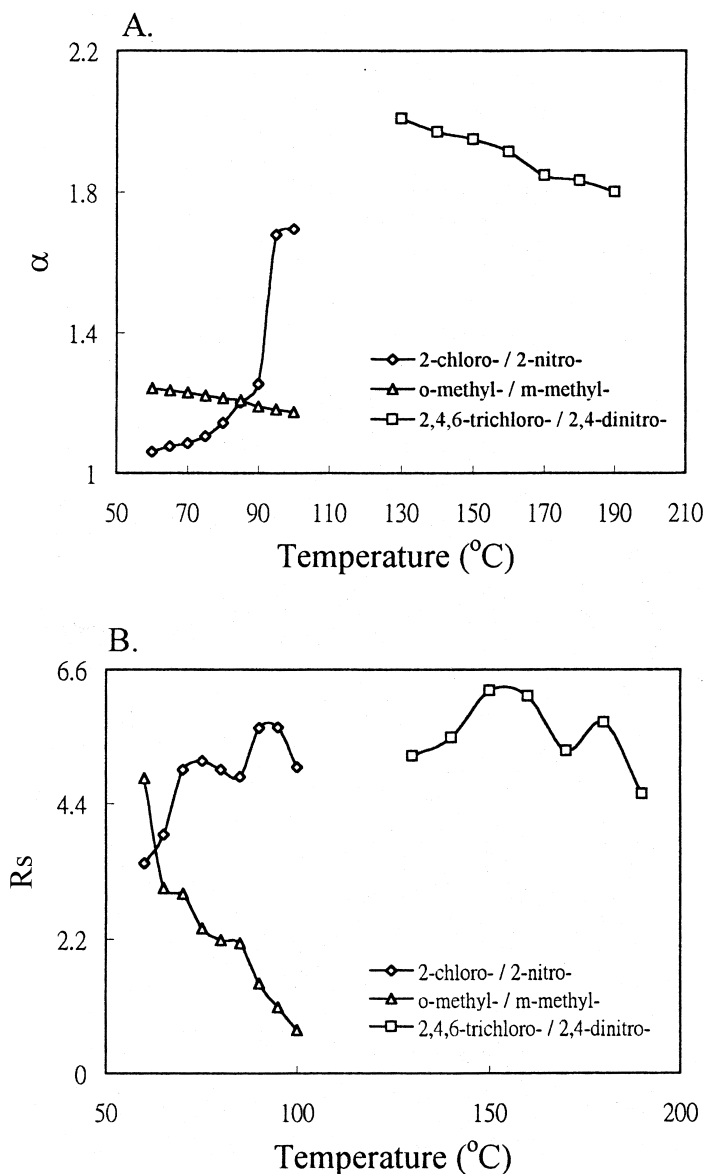 A.
2.2
1.8
1.4
1
α
2-chloro- / 2-nitro-
o-methyl- / m-methyl-
2,4,6-trichloro- / 2,4-dinitro-
50 70 90 110 130 150 170 190 210
Temperature (°C)
B.
6.6
4.4
2.2
0
Rs
2-chloro- / 2-nitro-
o-methyl- / m-methyl-
2,4,6-trichloro- / 2,4-dinitro-
50 100 150 200
Temperature (°C)